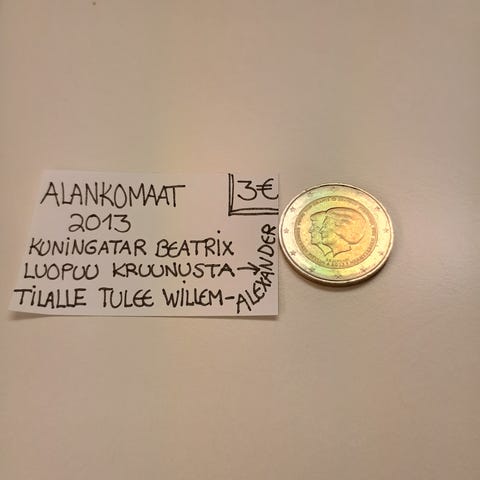 ALANKOMAAT
3€
2013
KUNINGATAR BEATRIX
LUOPUU KRUUNUSTA→
TILALLE TULEE WILLEM-ALEXANDER